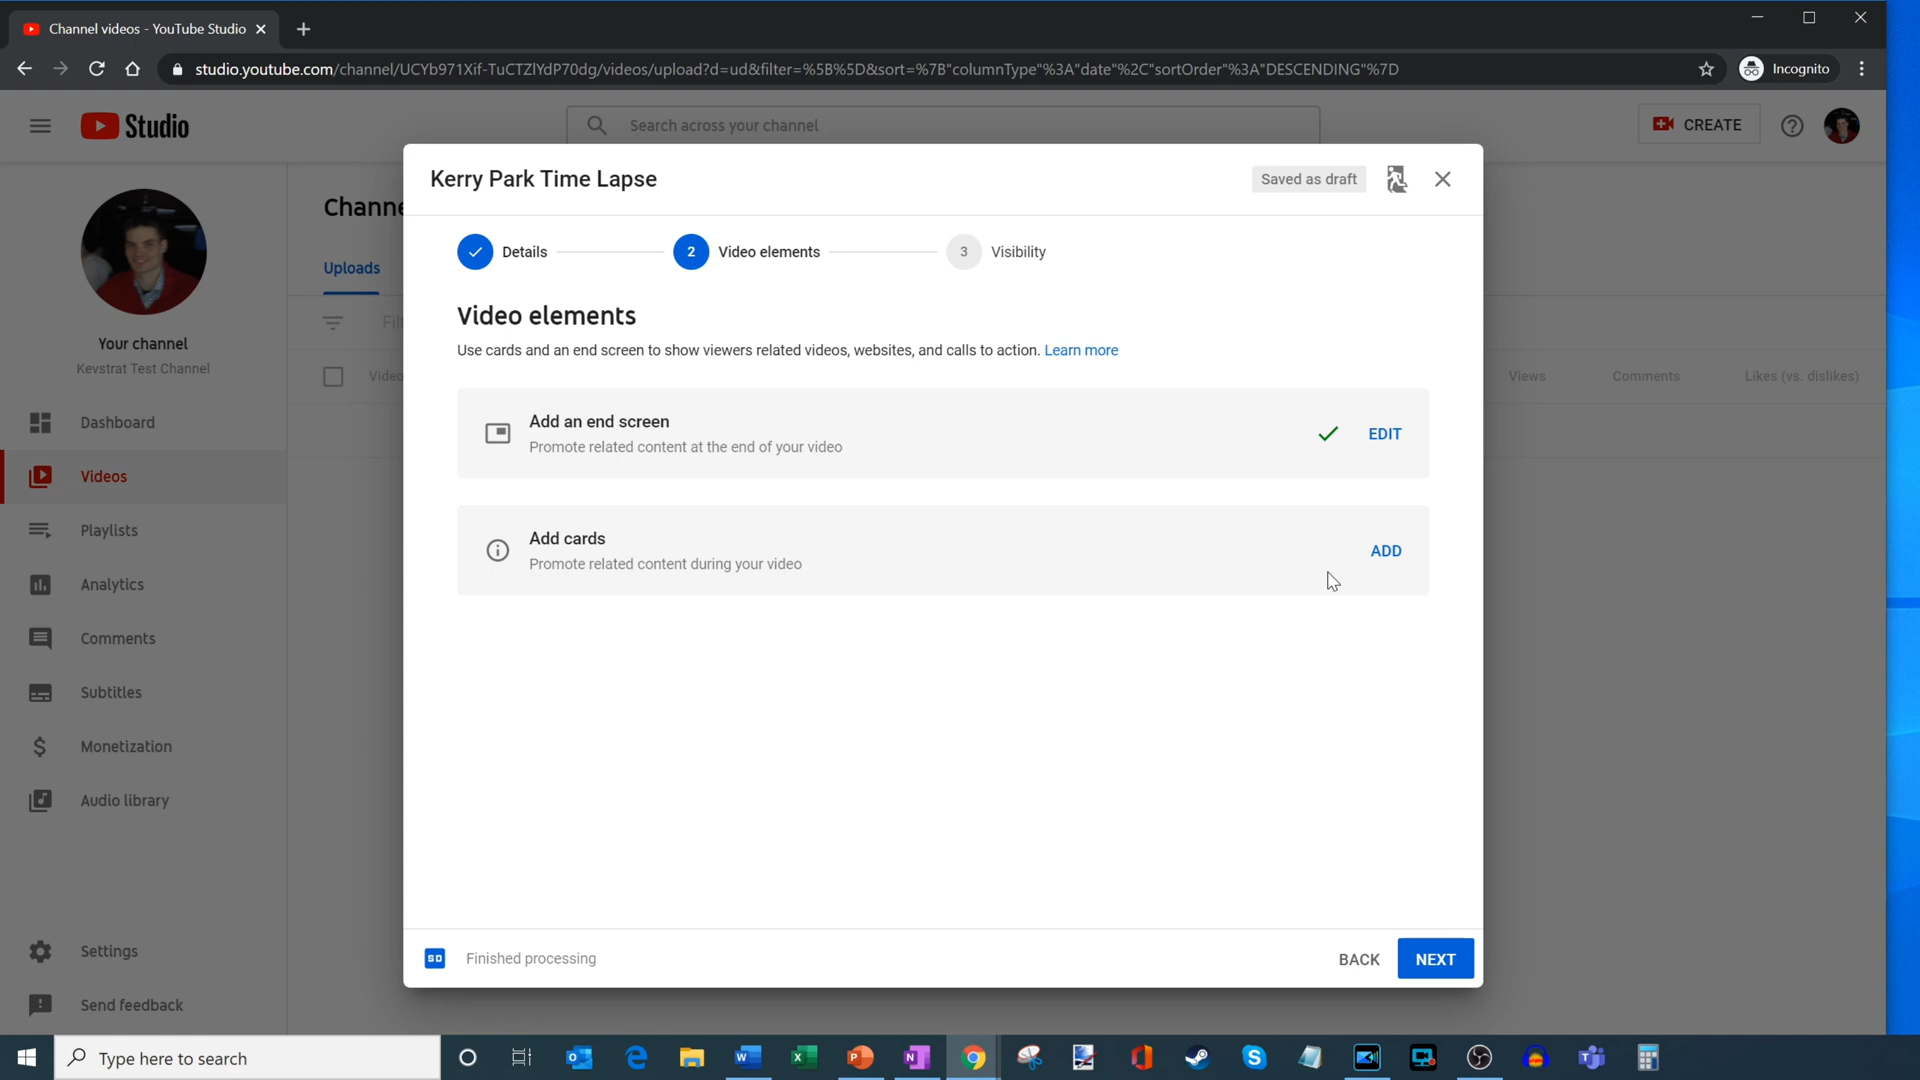 Channel videos - YouTube Studio
studio.youtube.com/channel/UCYb971Xif-TuCTZlYdP70dg/videos/upload?d=ud&filter=%5B%5D&sort=%7B"columnType"%3A"date"%2C"sortOrder"%3A"DESCENDING"%7D
Incognito
Studio
Search across your channel
CREATE
Kerry Park Time Lapse
Saved as draft
Details
2
Video elements
3
Visibility
Video elements
Use cards and an end screen to show viewers related videos, websites, and calls to action. Learn more
Add an end screen
Promote related content at the end of your video
EDIT
Add cards
Promote related content during your video
ADD
SD
Finished processing
BACK
NEXT
Your channel
Kevstrat Test Channel
Dashboard
Videos
Playlists
Analytics
Comments
Subtitles
Monetization
Audio library
Settings
Send feedback
Channe
Uploads
Fil
Video
Views
Comments
Likes (vs. dislikes)
Type here to search